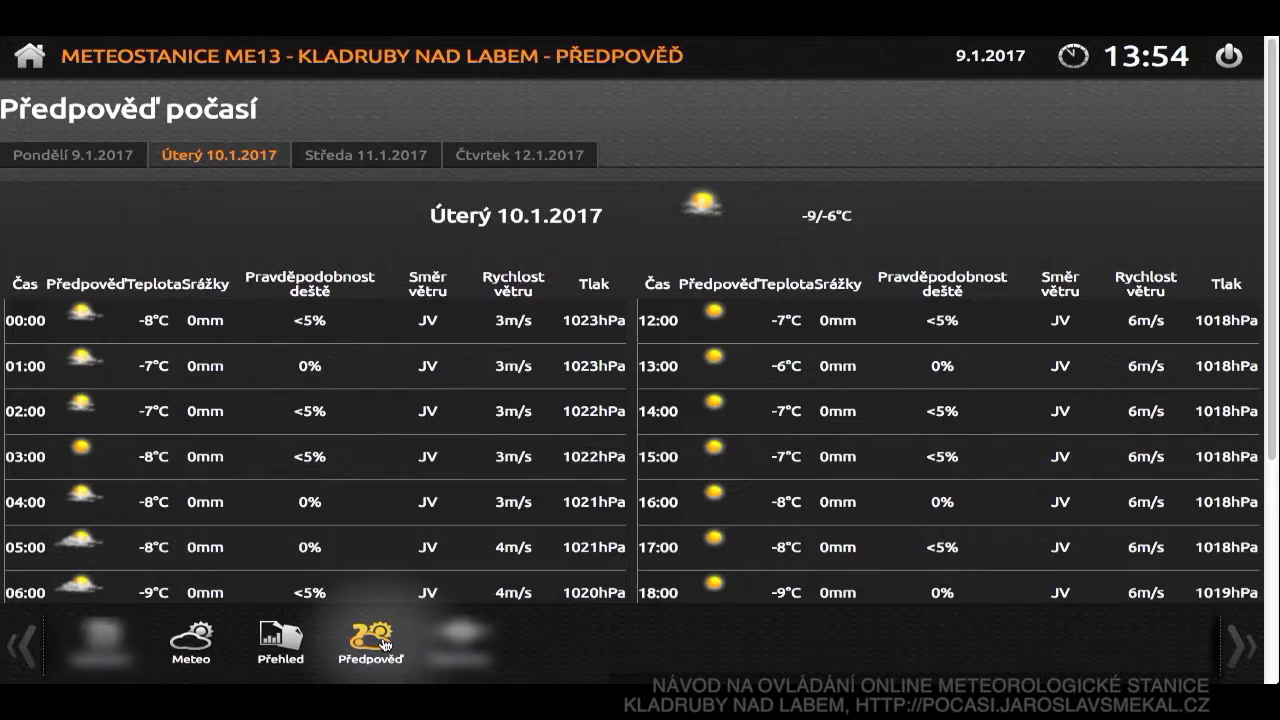 METEOSTANICE ME13 - KLADRUBY NAD LABEM - PŘEDPOVĚĎ 9.1.2017 13:54
Předpověď počasí
Pondělí 9.1.2017 Úterý 10.1.2017 Středa 11.1.2017 Čtvrtek 12.1.2017
Úterý 10.1.2017 -9/-6°C
Čas Předpověď Teplota Srážky Pravděpodobnost deště Směr větru Rychlost větru Tlak Čas Předpověď Teplota Srážky Pravděpodobnost deště Směr větru Rychlost větru Tlak
00:00 -8°C 0mm <5% JV 3m/s 1023hPa 12:00 -7°C 0mm <5% JV 6m/s 1018hPa
01:00 -7°C 0mm 0% JV 3m/s 1023hPa 13:00 -6°C 0mm 0% JV 6m/s 1018hPa
02:00 -7°C 0mm <5% JV 3m/s 1022hPa 14:00 -7°C 0mm <5% JV 6m/s 1018hPa
03:00 -8°C 0mm <5% JV 3m/s 1022hPa 15:00 -7°C 0mm <5% JV 6m/s 1018hPa
04:00 -8°C 0mm 0% JV 3m/s 1021hPa 16:00 -8°C 0mm 0% JV 6m/s 1018hPa
05:00 -8°C 0mm 0% JV 4m/s 1021hPa 17:00 -8°C 0mm <5% JV 6m/s 1018hPa
06:00 -9°C 0mm <5% JV 4m/s 1020hPa 18:00 -9°C 0mm 0% JV 6m/s 1019hPa
Meteo Přehled Předpověď
NÁVOD NA OVLÁDÁNÍ ONLINE METEOROLOGICKÉ STANICE
KLADRUBY NAD LABEM, HTTP://POCASI.JAROSLAVSMEKAL.CZ